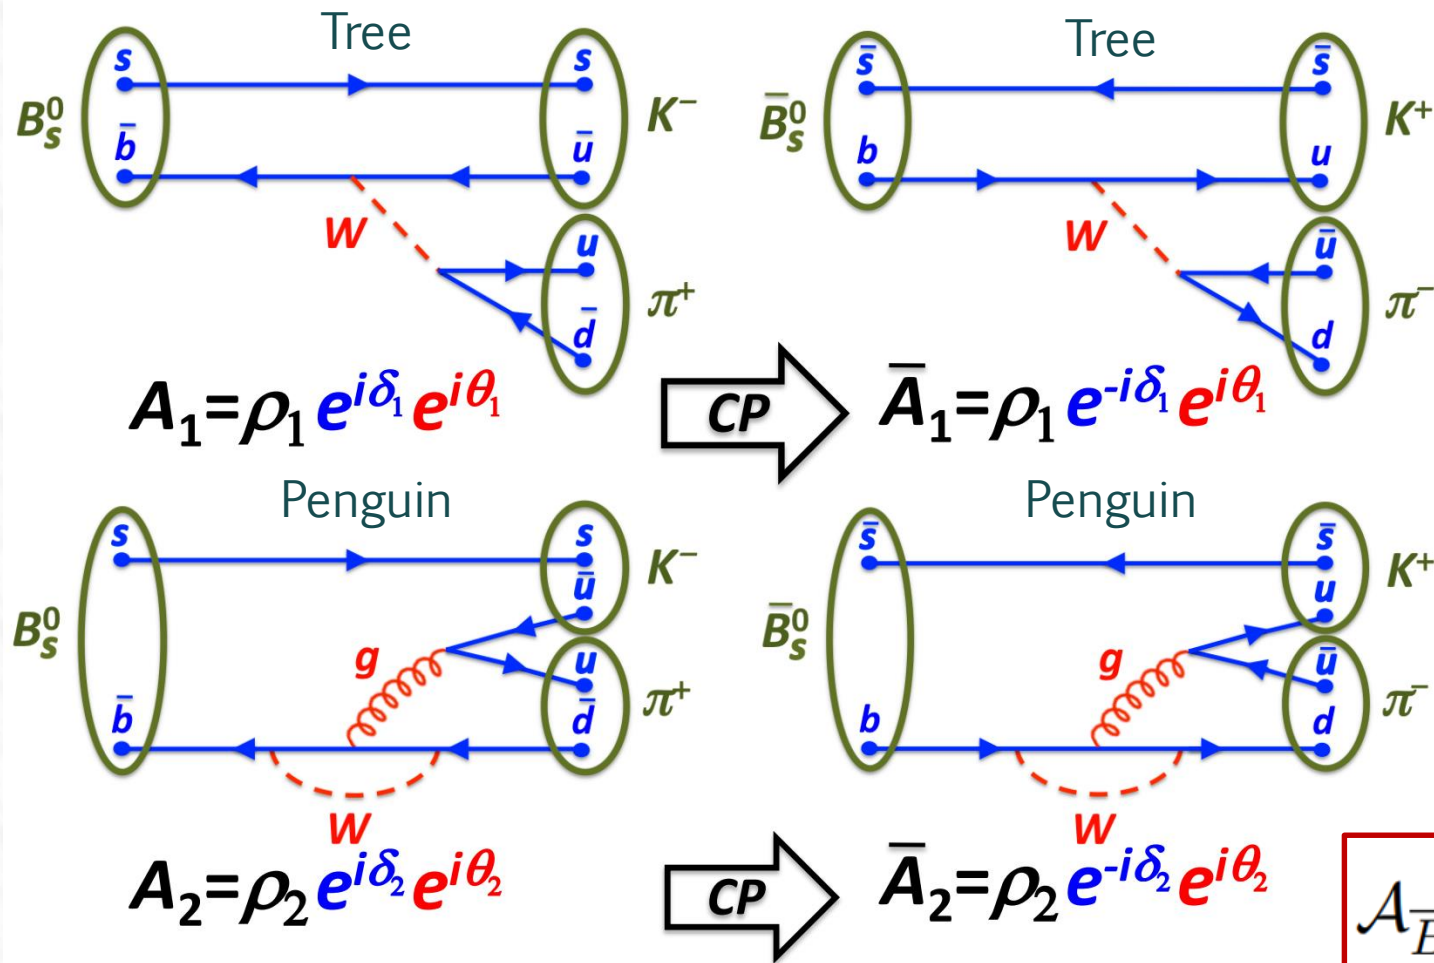 Tree Tree
s s s̄ s̄
B⁰ₛ K⁻ B̄⁰ₛ K⁺
b̄ ū b u
W u W ū
π⁺ π⁻
d̄ d
A₁=ρ₁e^{iδ₁}e^{iθ₁} CP Ā₁=ρ₁e^{-iδ₁}e^{iθ₁}
Penguin Penguin
s s s̄ s̄
K⁻ K⁺
ū u
B⁰ₛ g u B̄⁰ₛ g ū
π⁺ π⁻
b̄ d̄ b d
W W
A₂=ρ₂e^{iδ₂}e^{iθ₂} CP Ā₂=ρ₂e^{-iδ₂}e^{iθ₂}